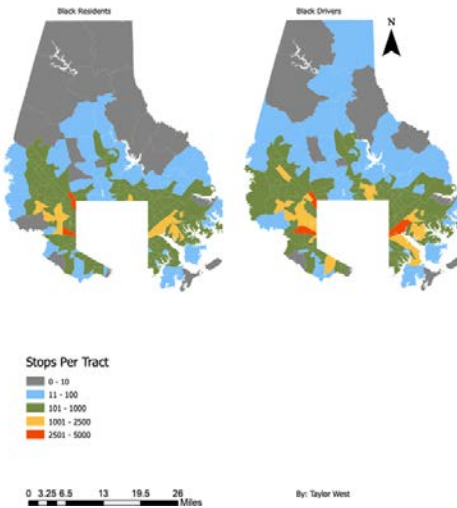 Black Residents
Black Drivers
N
Stops Per Tract
0 - 10
11 - 100
101 - 1000
1001 - 2500
2501 - 5000
0 3.25 6.5 13 19.5 26
Miles
By: Taylor West